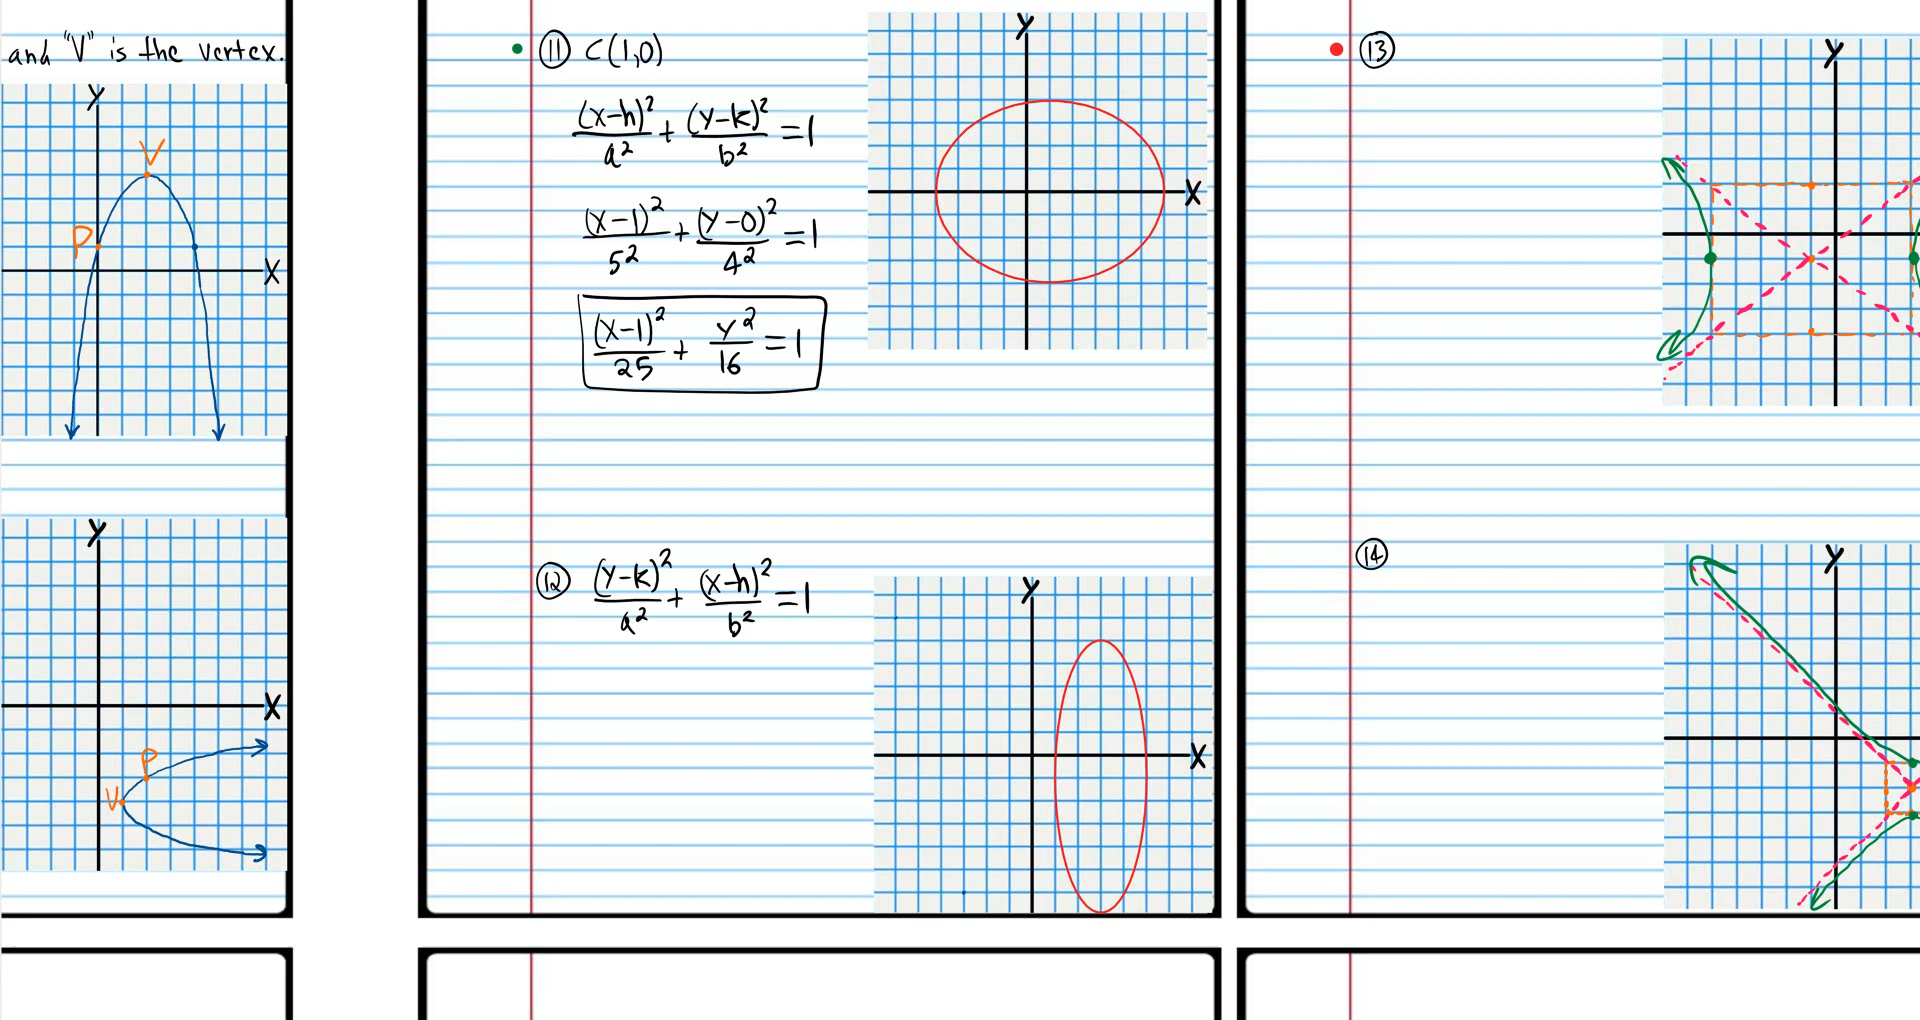 and "V" is the vertex.
Y
V
P
X
Y
P
V
X
⑪ C(1,0)
(x-h)²/a² + (y-k)²/b² = 1
(x-1)²/5² + (y-0)²/4² = 1
(x-1)²/25 + y²/16 = 1
Y
X
⑫ (y-k)²/a² + (x-h)²/b² = 1
Y
X
⑬
Y
⑭
Y